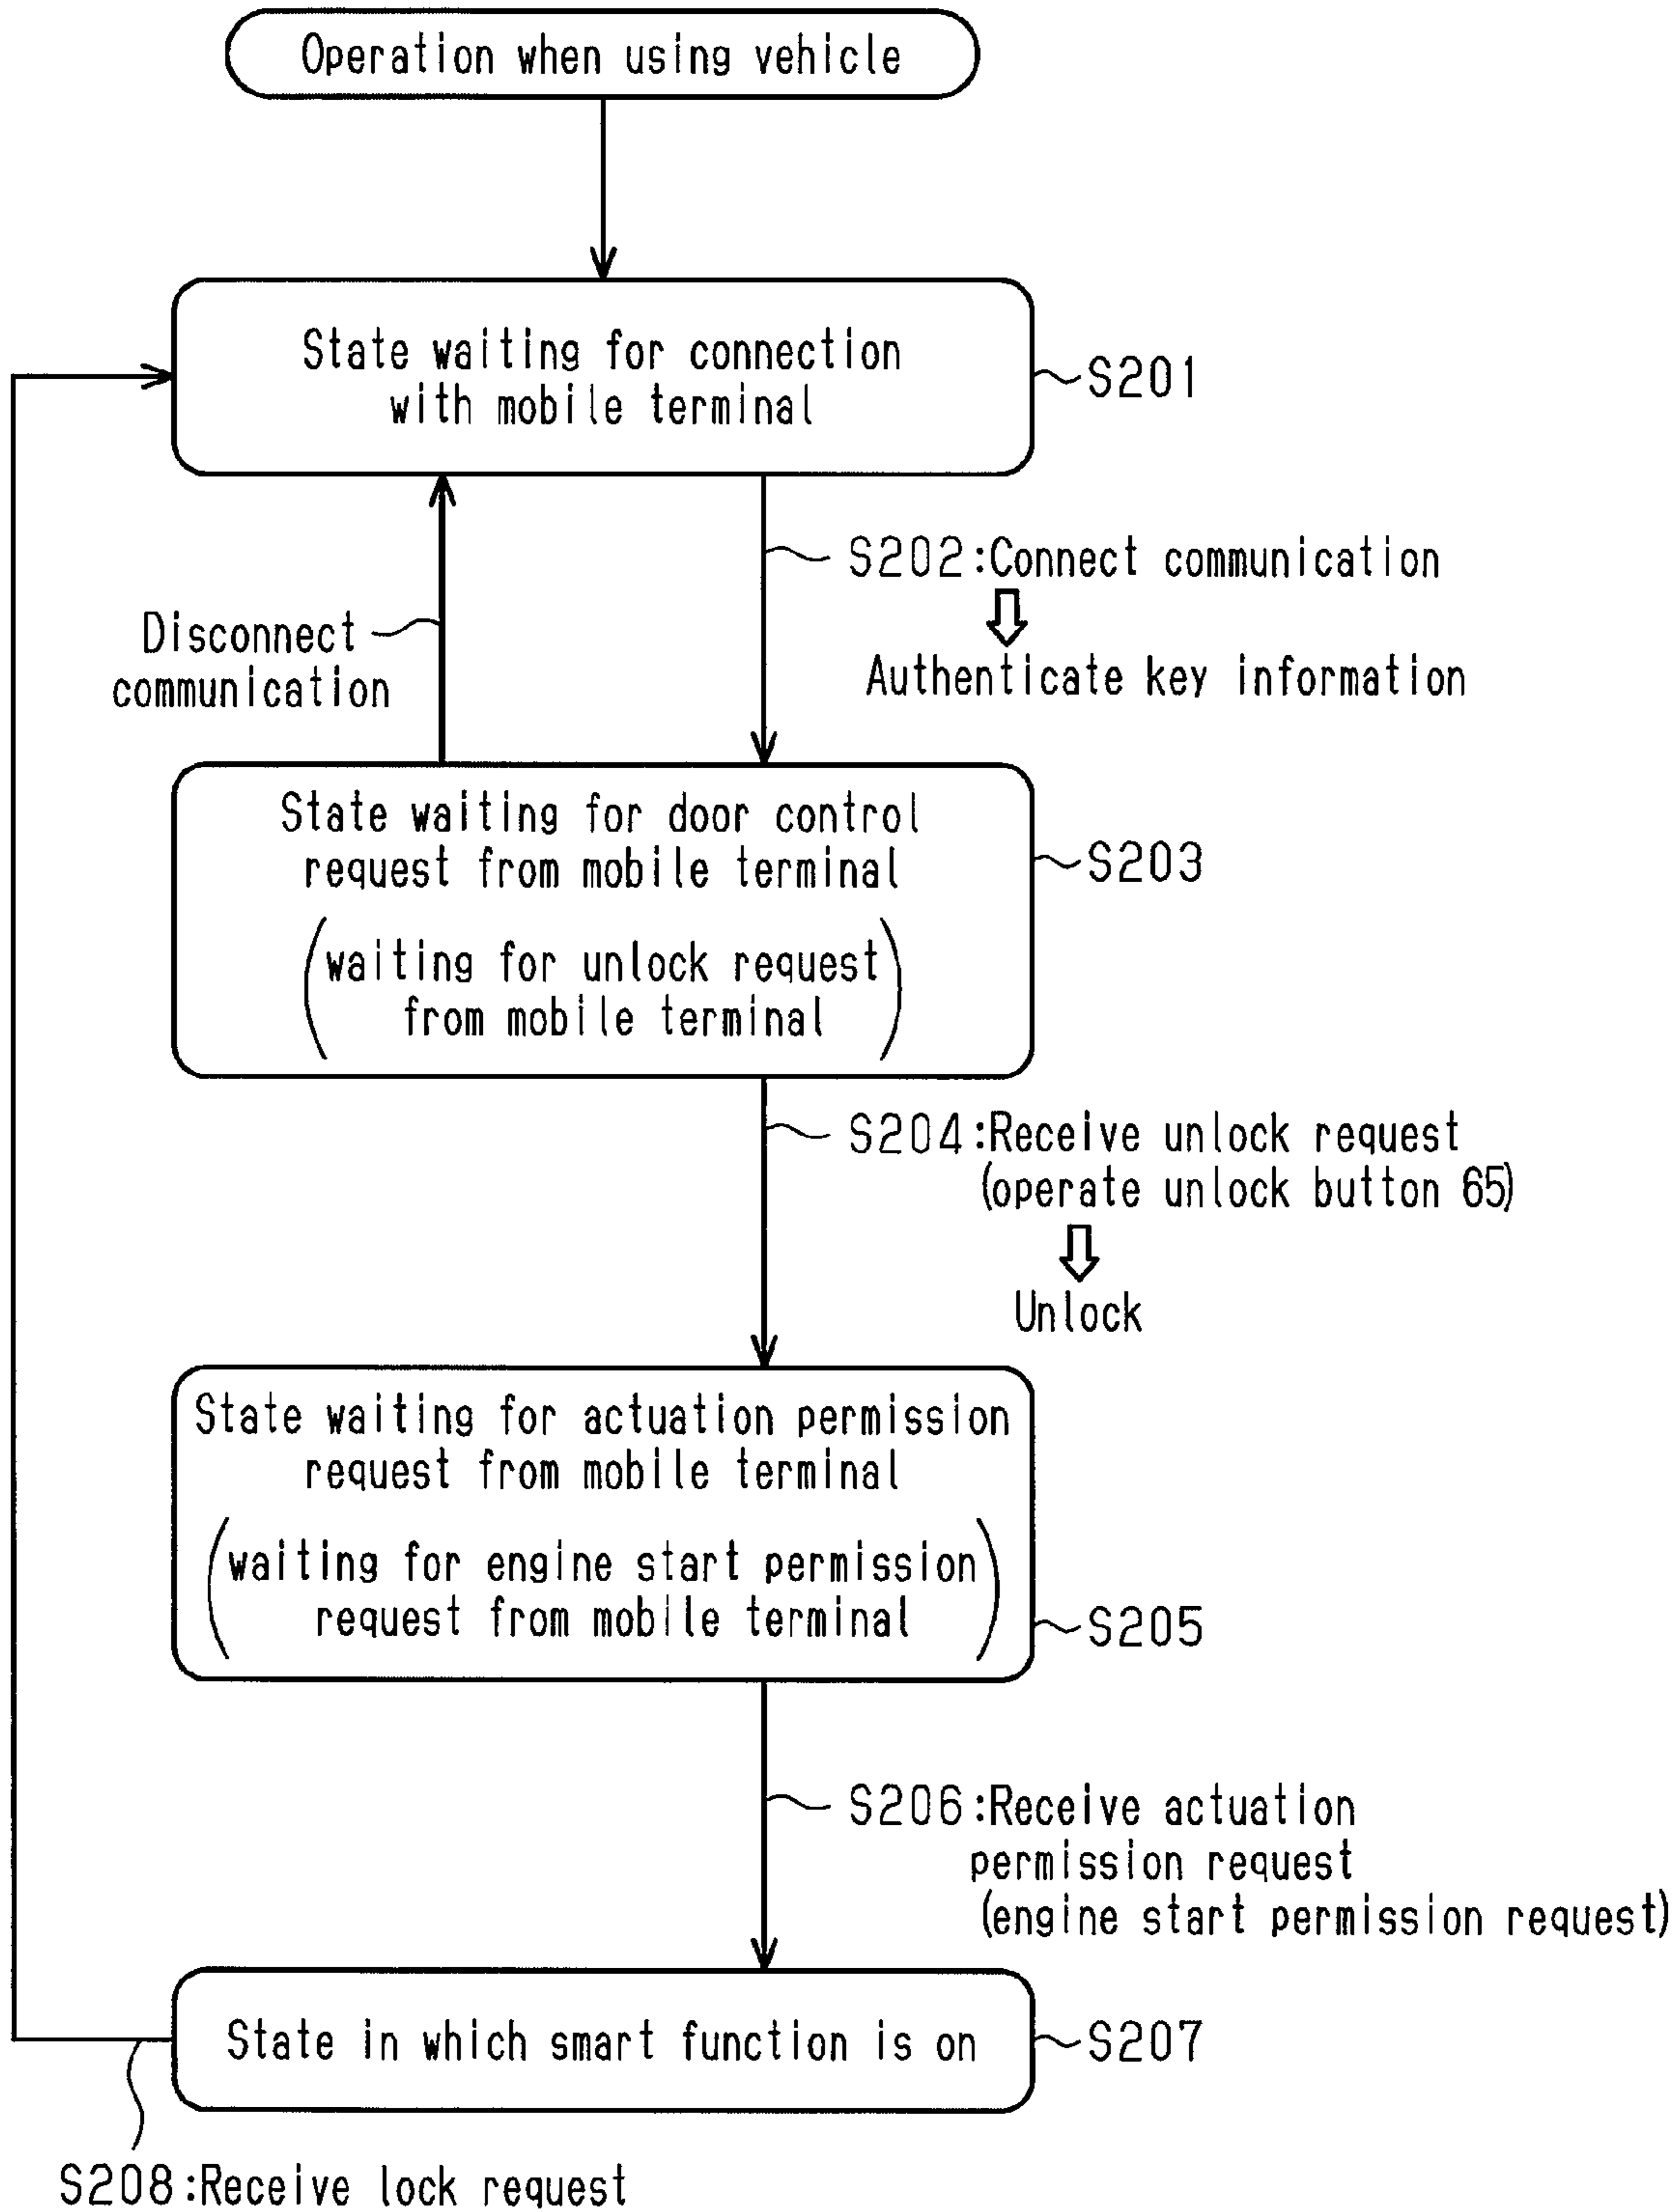 Operation when using vehicle
State waiting for connection
with mobile terminal
S201
S202:Connect communication
Authenticate key information
Disconnect
communication
State waiting for door control
request from mobile terminal
(waiting for unlock request
from mobile terminal)
S203
S204:Receive unlock request
(operate unlock button 65)
Unlock
State waiting for actuation permission
request from mobile terminal
(waiting for engine start permission
request from mobile terminal)
S205
S206:Receive actuation
permission request
(engine start permission request)
State in which smart function is on
S207
S208:Receive lock request